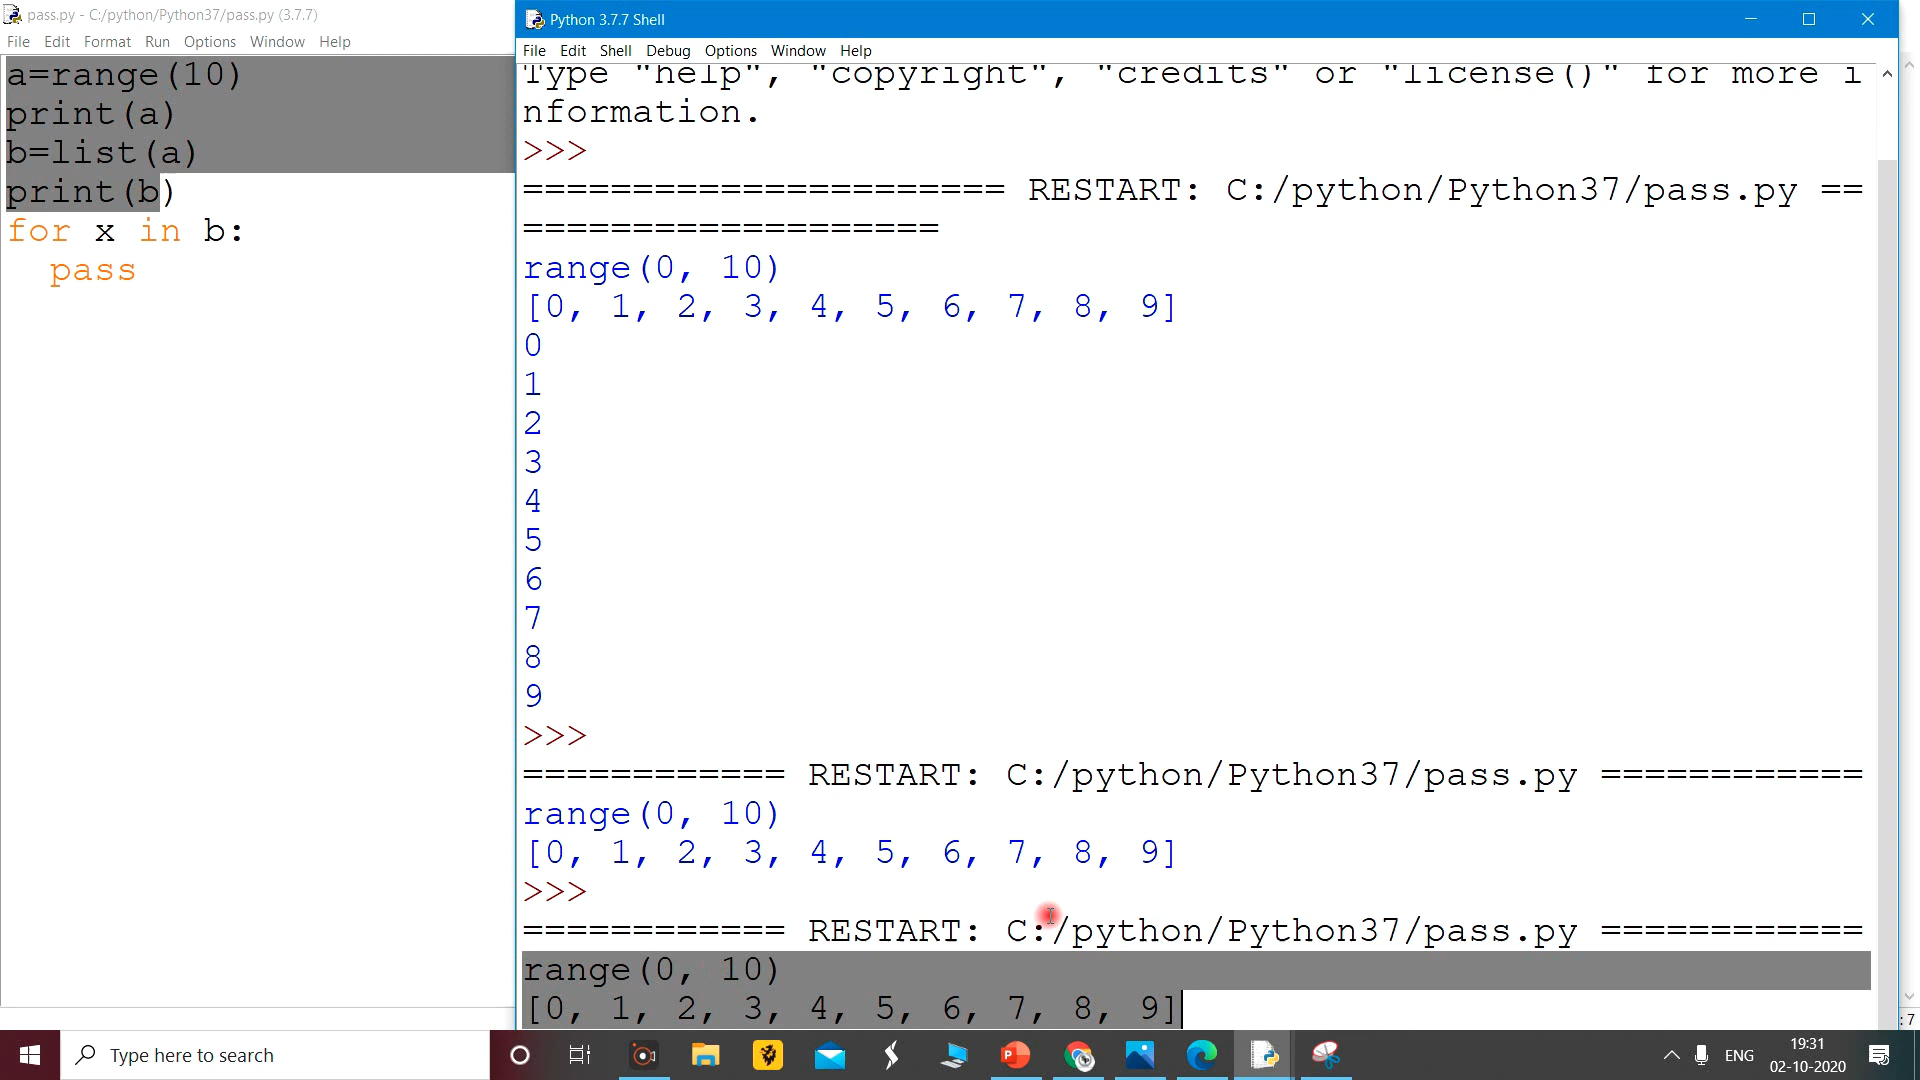 pass.py - C:/python/Python37/pass.py (3.7.7)
File Edit Format Run Options Window Help
a=range(10)
print(a)
b=list(a)
print(b)
for x in b:
  pass
Python 3.7.7 Shell
File Edit Shell Debug Options Window Help
Type "help", "copyright", "credits" or "license()" for more i
nformation.
>>>
====================== RESTART: C:/python/Python37/pass.py ==
===================
range(0, 10)
[0, 1, 2, 3, 4, 5, 6, 7, 8, 9]
0
1
2
3
4
5
6
7
8
9
>>>
============ RESTART: C:/python/Python37/pass.py ============
range(0, 10)
[0, 1, 2, 3, 4, 5, 6, 7, 8, 9]
>>>
============ RESTART: C:/python/Python37/pass.py ============
range(0, 10)
[0, 1, 2, 3, 4, 5, 6, 7, 8, 9]
: 7
Type here to search
ENG
19:31
02-10-2020